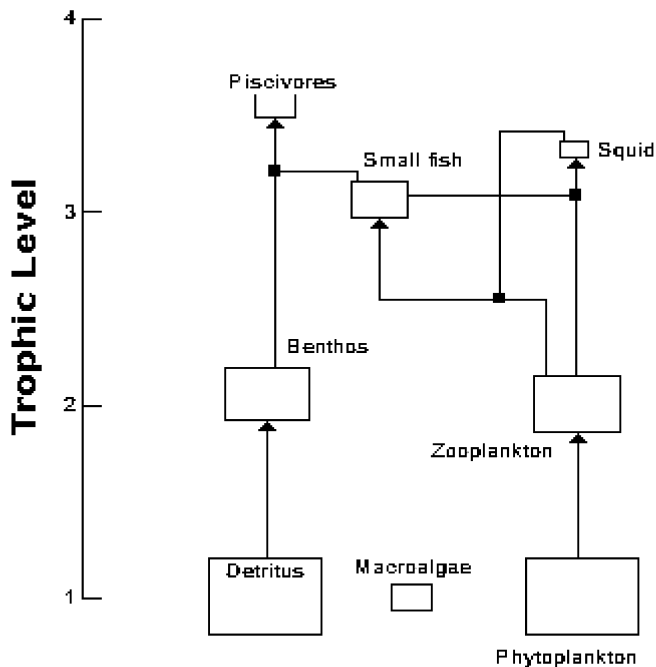 4
Piscivores
Squid
Small fish
3
Trophic Level
Benthos
2
Zooplankton
Detritus
Macroalgae
1
Phytoplankton